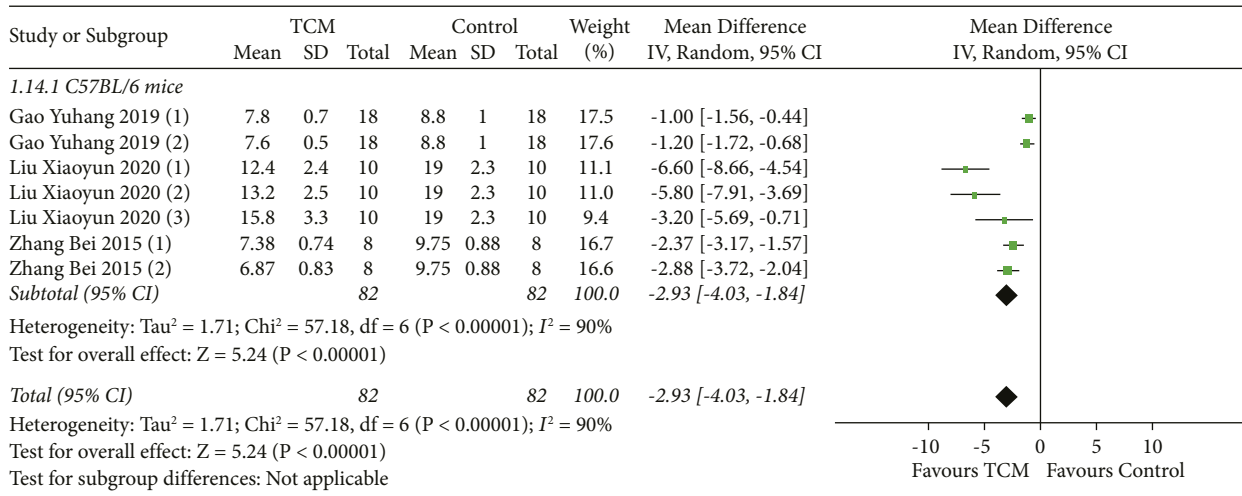 Study or Subgroup TCM Control Weight (%) Mean Difference IV, Random, 95% CI Mean Difference IV, Random, 95% CI
Mean SD Total Mean SD Total
1.14.1 C57BL/6 mice
Gao Yuhang 2019 (1) 7.8 0.7 18 8.8 1 18 17.5 -1.00 [-1.56, -0.44]
Gao Yuhang 2019 (2) 7.6 0.5 18 8.8 1 18 17.6 -1.20 [-1.72, -0.68]
Liu Xiaoyun 2020 (1) 12.4 2.4 10 19 2.3 10 11.1 -6.60 [-8.66, -4.54]
Liu Xiaoyun 2020 (2) 13.2 2.5 10 19 2.3 10 11.0 -5.80 [-7.91, -3.69]
Liu Xiaoyun 2020 (3) 15.8 3.3 10 19 2.3 10 9.4 -3.20 [-5.69, -0.71]
Zhang Bei 2015 (1) 7.38 0.74 8 9.75 0.88 8 16.7 -2.37 [-3.17, -1.57]
Zhang Bei 2015 (2) 6.87 0.83 8 9.75 0.88 8 16.6 -2.88 [-3.72, -2.04]
Subtotal (95% CI) 82 82 100.0 -2.93 [-4.03, -1.84]
Heterogeneity: Tau² = 1.71; Chi² = 57.18, df = 6 (P < 0.00001); I² = 90%
Test for overall effect: Z = 5.24 (P < 0.00001)
Total (95% CI) 82 82 100.0 -2.93 [-4.03, -1.84]
Heterogeneity: Tau² = 1.71; Chi² = 57.18, df = 6 (P < 0.00001); I² = 90%
Test for overall effect: Z = 5.24 (P < 0.00001)
Test for subgroup differences: Not applicable
-10 -5 0 5 10
Favours TCM Favours Control